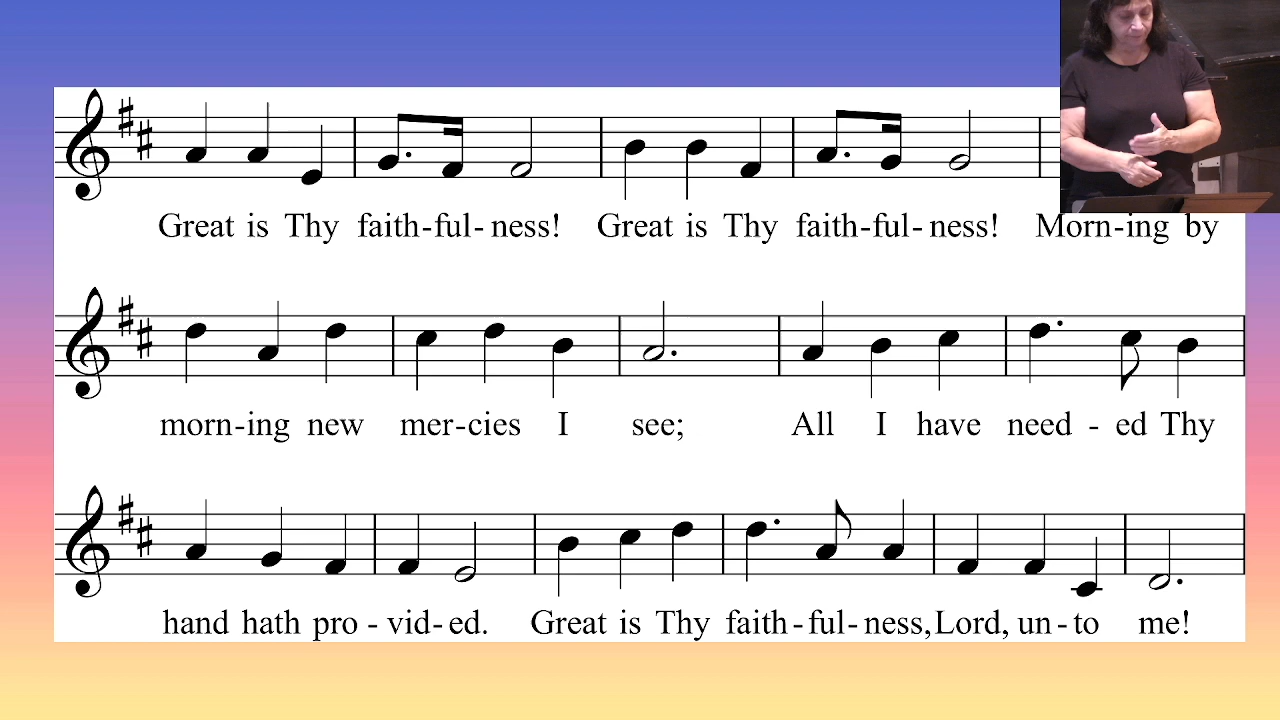 Great is Thy faith-ful-ness! Great is Thy faith-ful-ness! Morn-ing by
morn-ing new mer-cies I see; All I have need - ed Thy
hand hath pro - vid-ed. Great is Thy faith-ful-ness, Lord, un-to me!